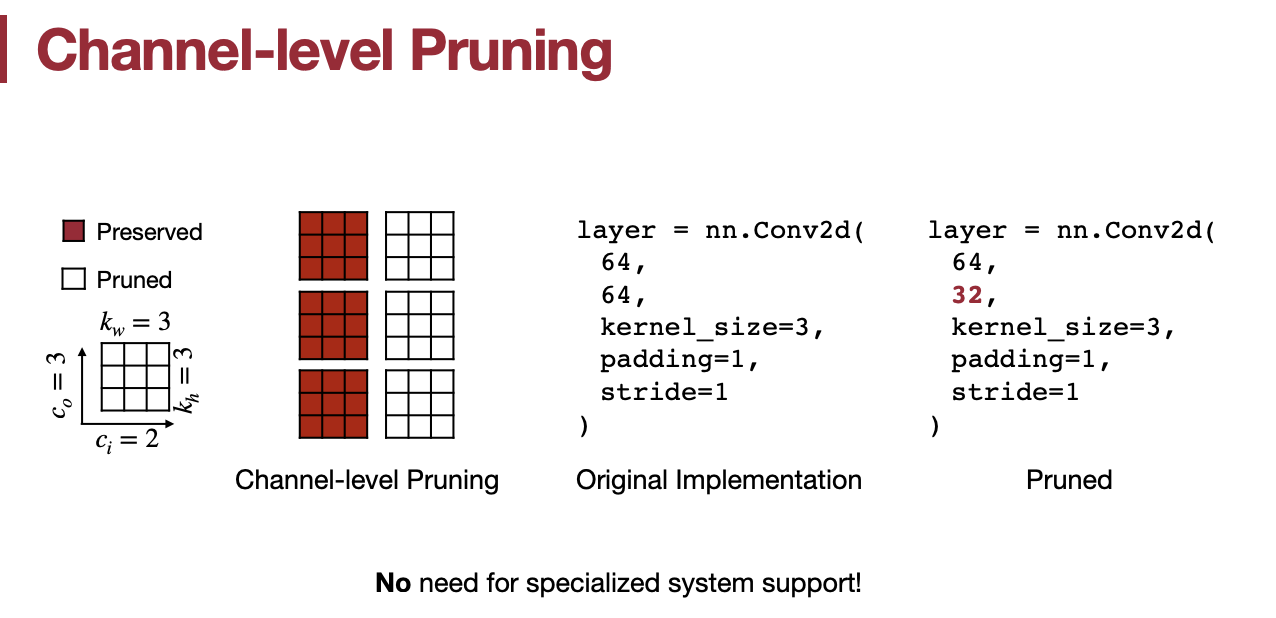 Channel-level Pruning
Preserved
Pruned
k_w = 3
c_o = 3
k_h = 3
c_i = 2
Channel-level Pruning
layer = nn.Conv2d(
64,
64,
kernel_size=3,
padding=1,
stride=1
)
Original Implementation
layer = nn.Conv2d(
64,
32,
kernel_size=3,
padding=1,
stride=1
)
Pruned
No need for specialized system support!